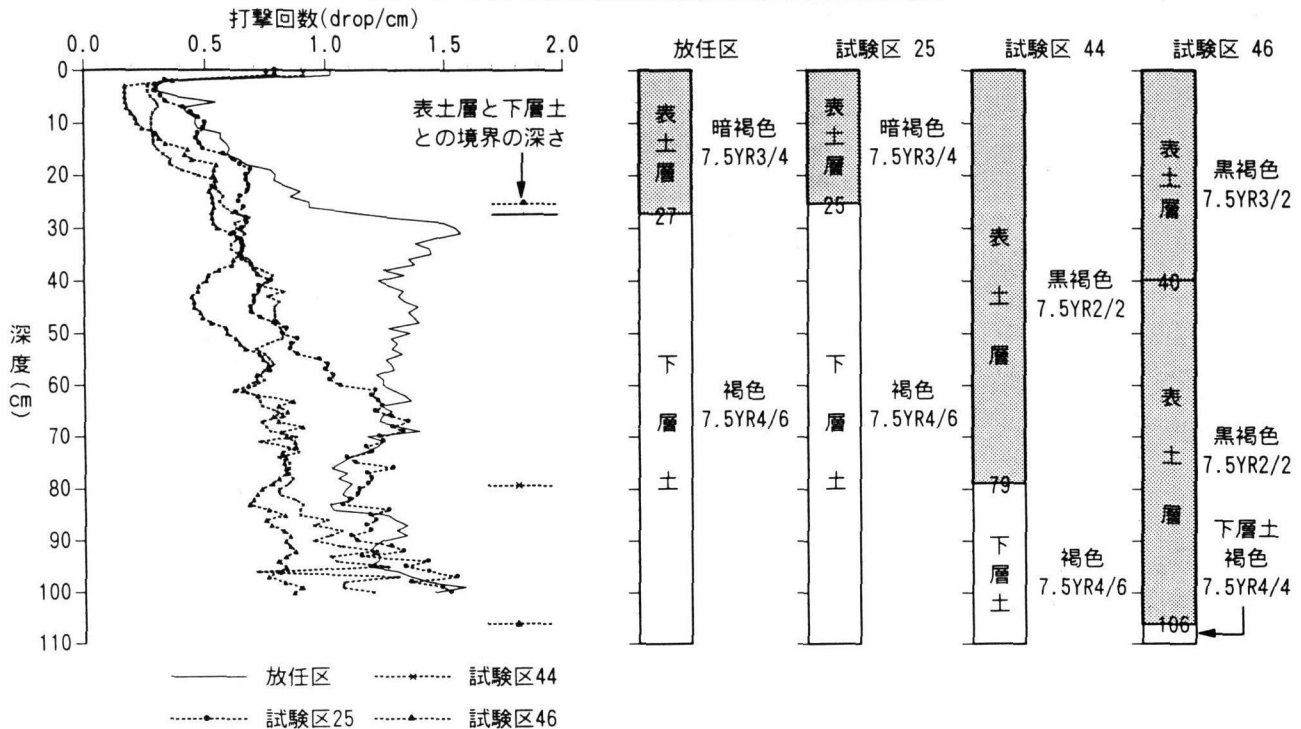 打撃回数(drop/cm)
0.0 0.5 1.0 1.5 2.0
深度(cm)
0
10
20
30
40
50
60
70
80
90
100
110
表土層と下層土
との境界の深さ
放任区 試験区44
試験区25 試験区46
放任区
表土層
暗褐色
7.5YR3/4
27
下層土
褐色
7.5YR4/6
試験区 25
表土層
暗褐色
7.5YR3/4
25
下層土
褐色
7.5YR4/6
試験区 44
表土層
黒褐色
7.5YR2/2
79
下層土
褐色
7.5YR4/6
試験区 46
表土層
黒褐色
7.5YR3/2
40
表土層
黒褐色
7.5YR2/2
下層土
褐色
7.5YR4/4
106